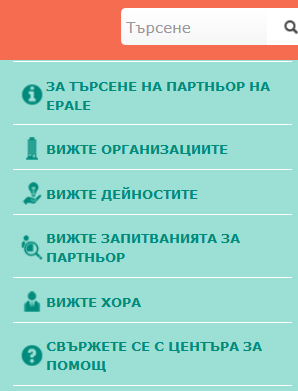 Търсене
ЗА ТЪРСЕНЕ НА ПАРТНЬОР НА
EPALE
ВИЖТЕ ОРГАНИЗАЦИИТЕ
ВИЖТЕ ДЕЙНОСТИТЕ
ВИЖТЕ ЗАПИТВАНИЯТА ЗА
ПАРТНЬОР
ВИЖТЕ ХОРА
СВЪРЖЕТЕ СЕ С ЦЕНТЪРА ЗА
ПОМОЩ